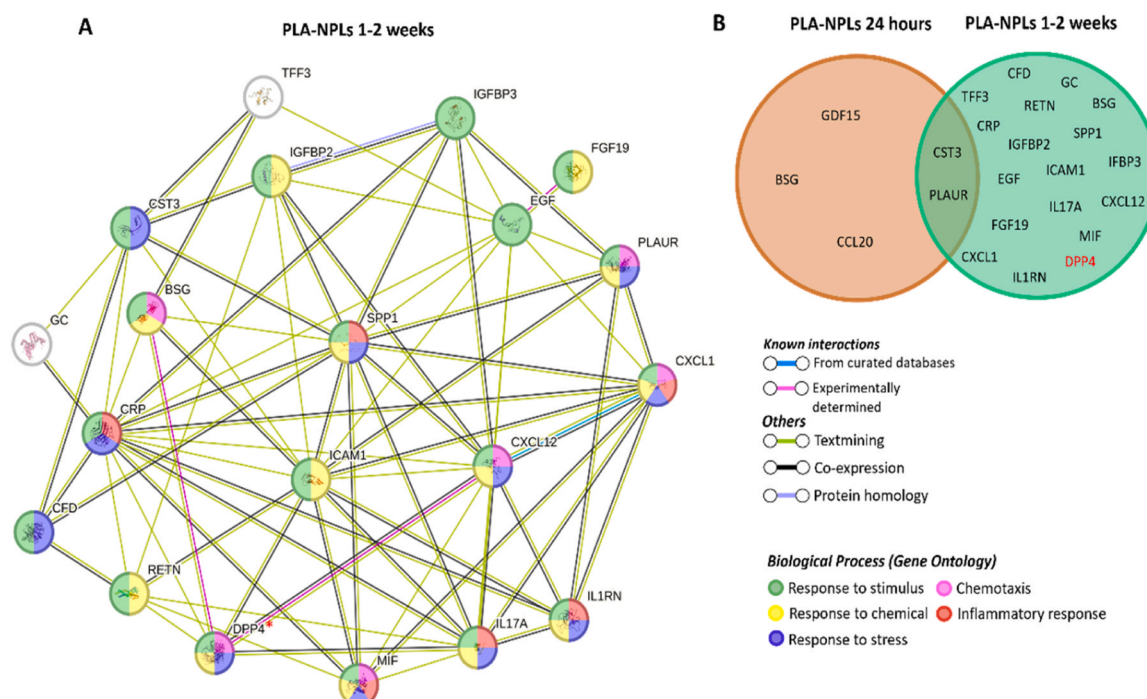 A
PLA-NPLs 1-2 weeks
TFF3
IGFBP3
IGFBP2
FGF19
CST3
EGF
PLAUR
BSG
GC
SPP1
CXCL1
CRP
CXCL12
ICAM1
CFD
RETN
IL1RN
DPP4*
IL17A
MIF
B
PLA-NPLs 24 hours
PLA-NPLs 1-2 weeks
GDF15
BSG
CCL20
CST3
PLAUR
CFD
GC
TFF3
RETN
BSG
CRP
SPP1
IGFBP2
IFBP3
ICAM1
EGF
CXCL12
IL17A
FGF19
MIF
CXCL1
DPP4
IL1RN
Known interactions
From curated databases
Experimentally
determined
Others
Textmining
Co-expression
Protein homology
Biological Process (Gene Ontology)
Response to stimulus
Chemotaxis
Response to chemical
Inflammatory response
Response to stress